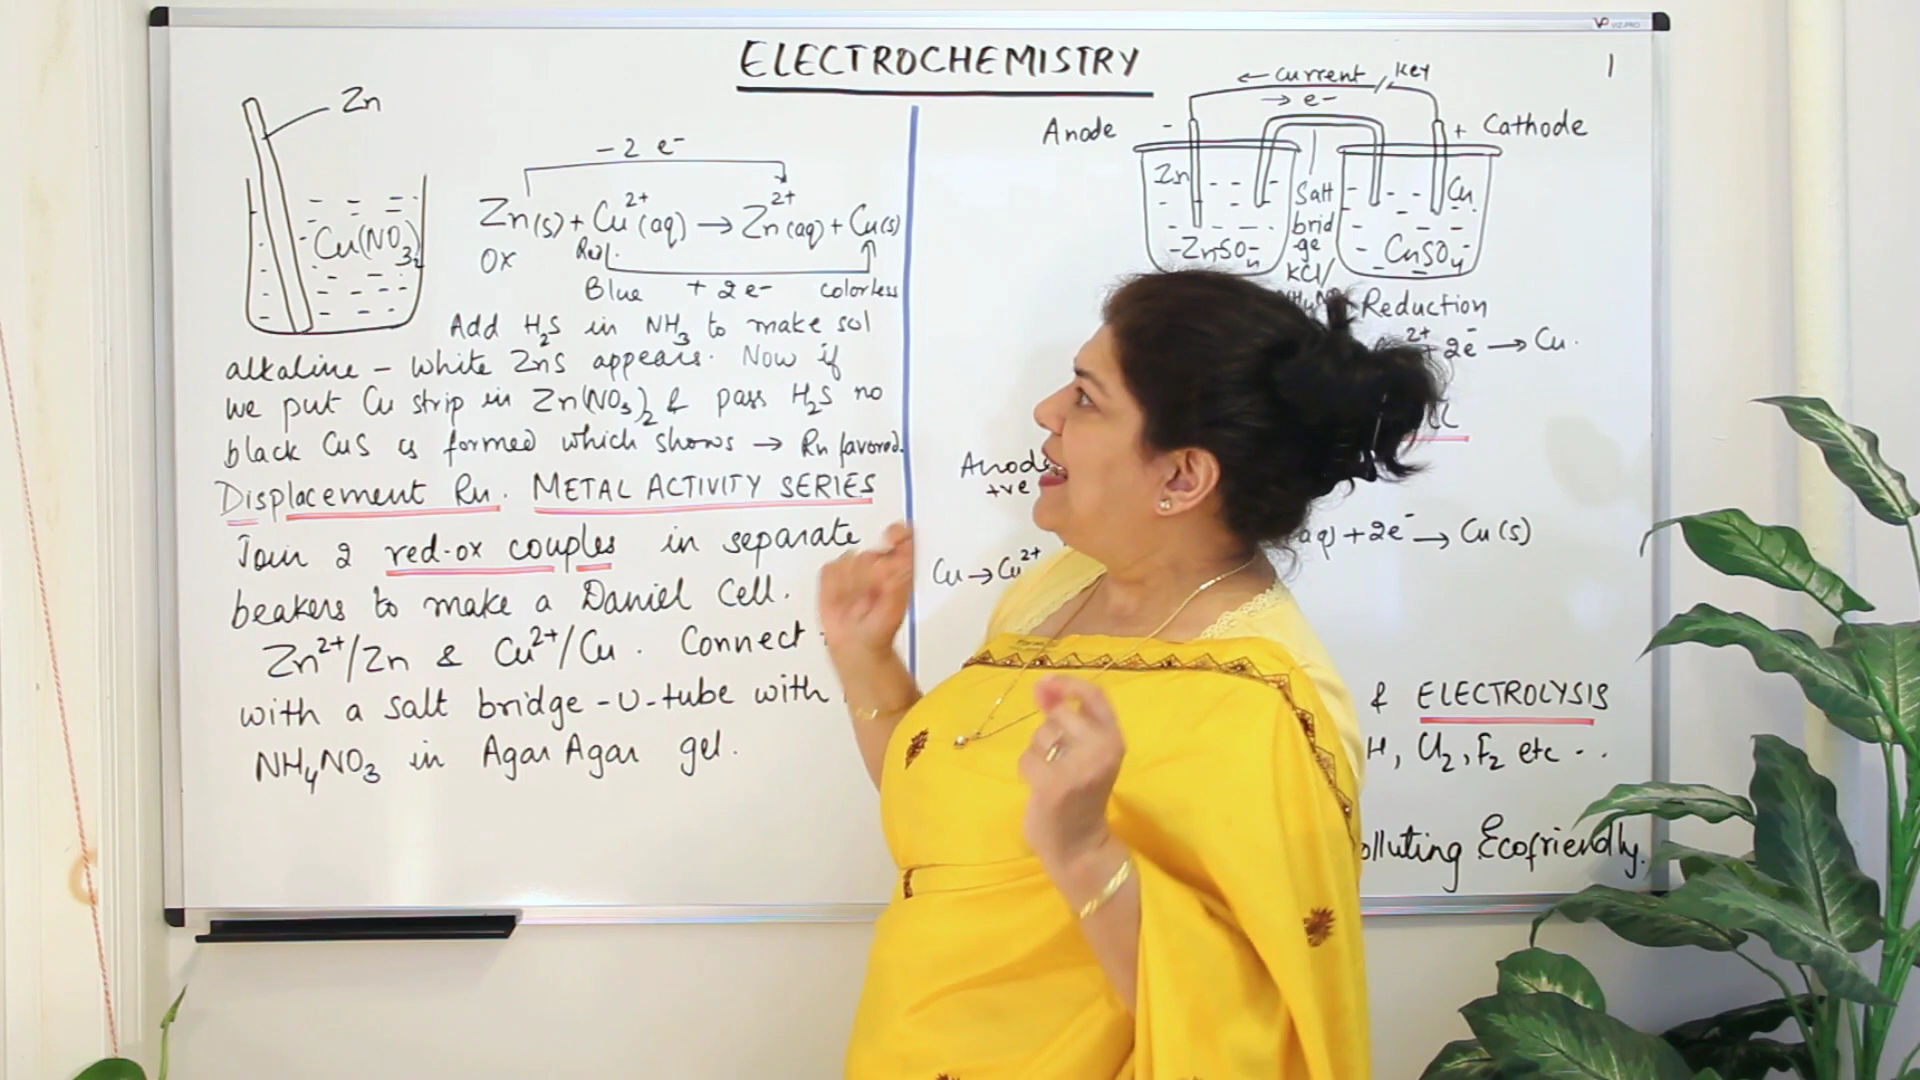 VIZ-PRO
ELECTROCHEMISTRY
1
Zn
Cu(NO3)2
- 2 e-
Zn(s) + Cu2+(aq) → Zn2+(aq) + Cu(s)
OX Red.
Blue + 2e- colorless
Add H2S in NH3 to make sol
alkaline - white ZnS appears. Now if
we put Cu strip in Zn(NO3)2 & pass H2S no
black CuS is formed which shows → Rn favored.
Displacement Rn. METAL ACTIVITY SERIES
Join 2 red-ox couples in separate
beakers to make a Daniel Cell.
Zn2+/Zn & Cu2+/Cu. Connect
with a salt bridge - U-tube with
NH4NO3 in Agar Agar gel.
← current / key
→ e-
Anode - + Cathode
Zn Salt Cu
bridge
ZnSO4 CuSO4
KCl/
Reduction
2+ 2e- → Cu.
Anode
+ve
(aq) + 2e- → Cu(s)
Cu → Cu2+
& ELECTROLYSIS
H, Cl2, F2 etc ..
olluting Ecofriendly.